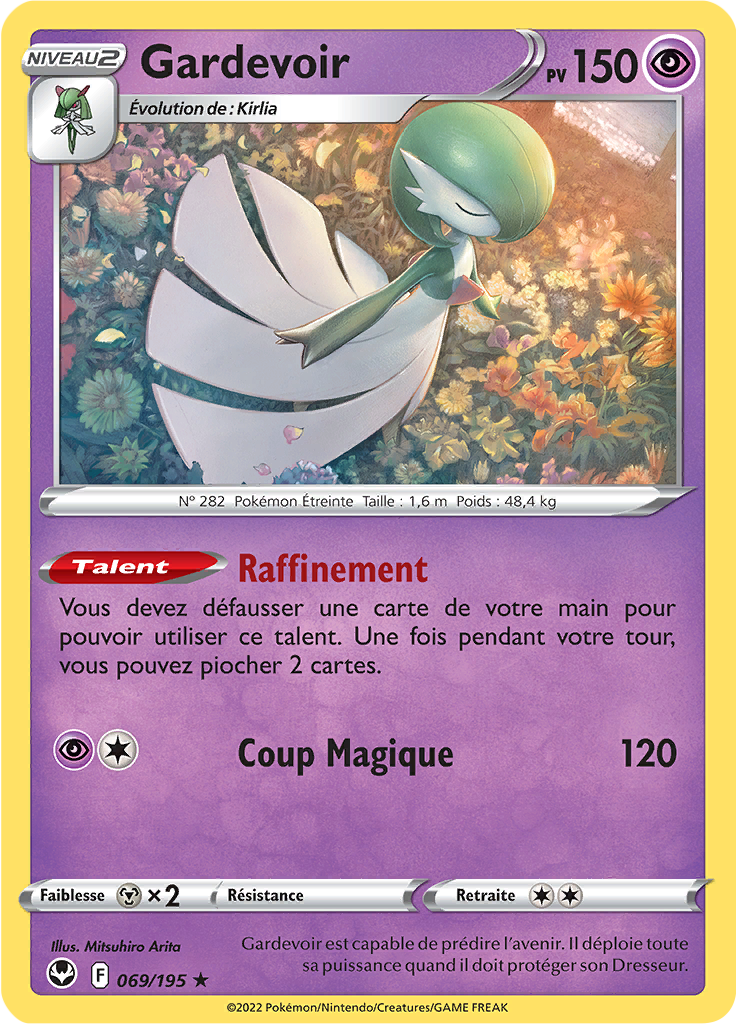 NIVEAU2 Gardevoir PV 150
Évolution de : Kirlia
N° 282 Pokémon Étreinte Taille : 1,6 m Poids : 48,4 kg
Talent Raffinement
Vous devez défausser une carte de votre main pour
pouvoir utiliser ce talent. Une fois pendant votre tour,
vous pouvez piocher 2 cartes.
Coup Magique 120
Faiblesse ×2 Résistance Retraite
Illus. Mitsuhiro Arita
Gardevoir est capable de prédire l'avenir. Il déploie toute
sa puissance quand il doit protéger son Dresseur.
F 069/195 ★
©2022 Pokémon/Nintendo/Creatures/GAME FREAK